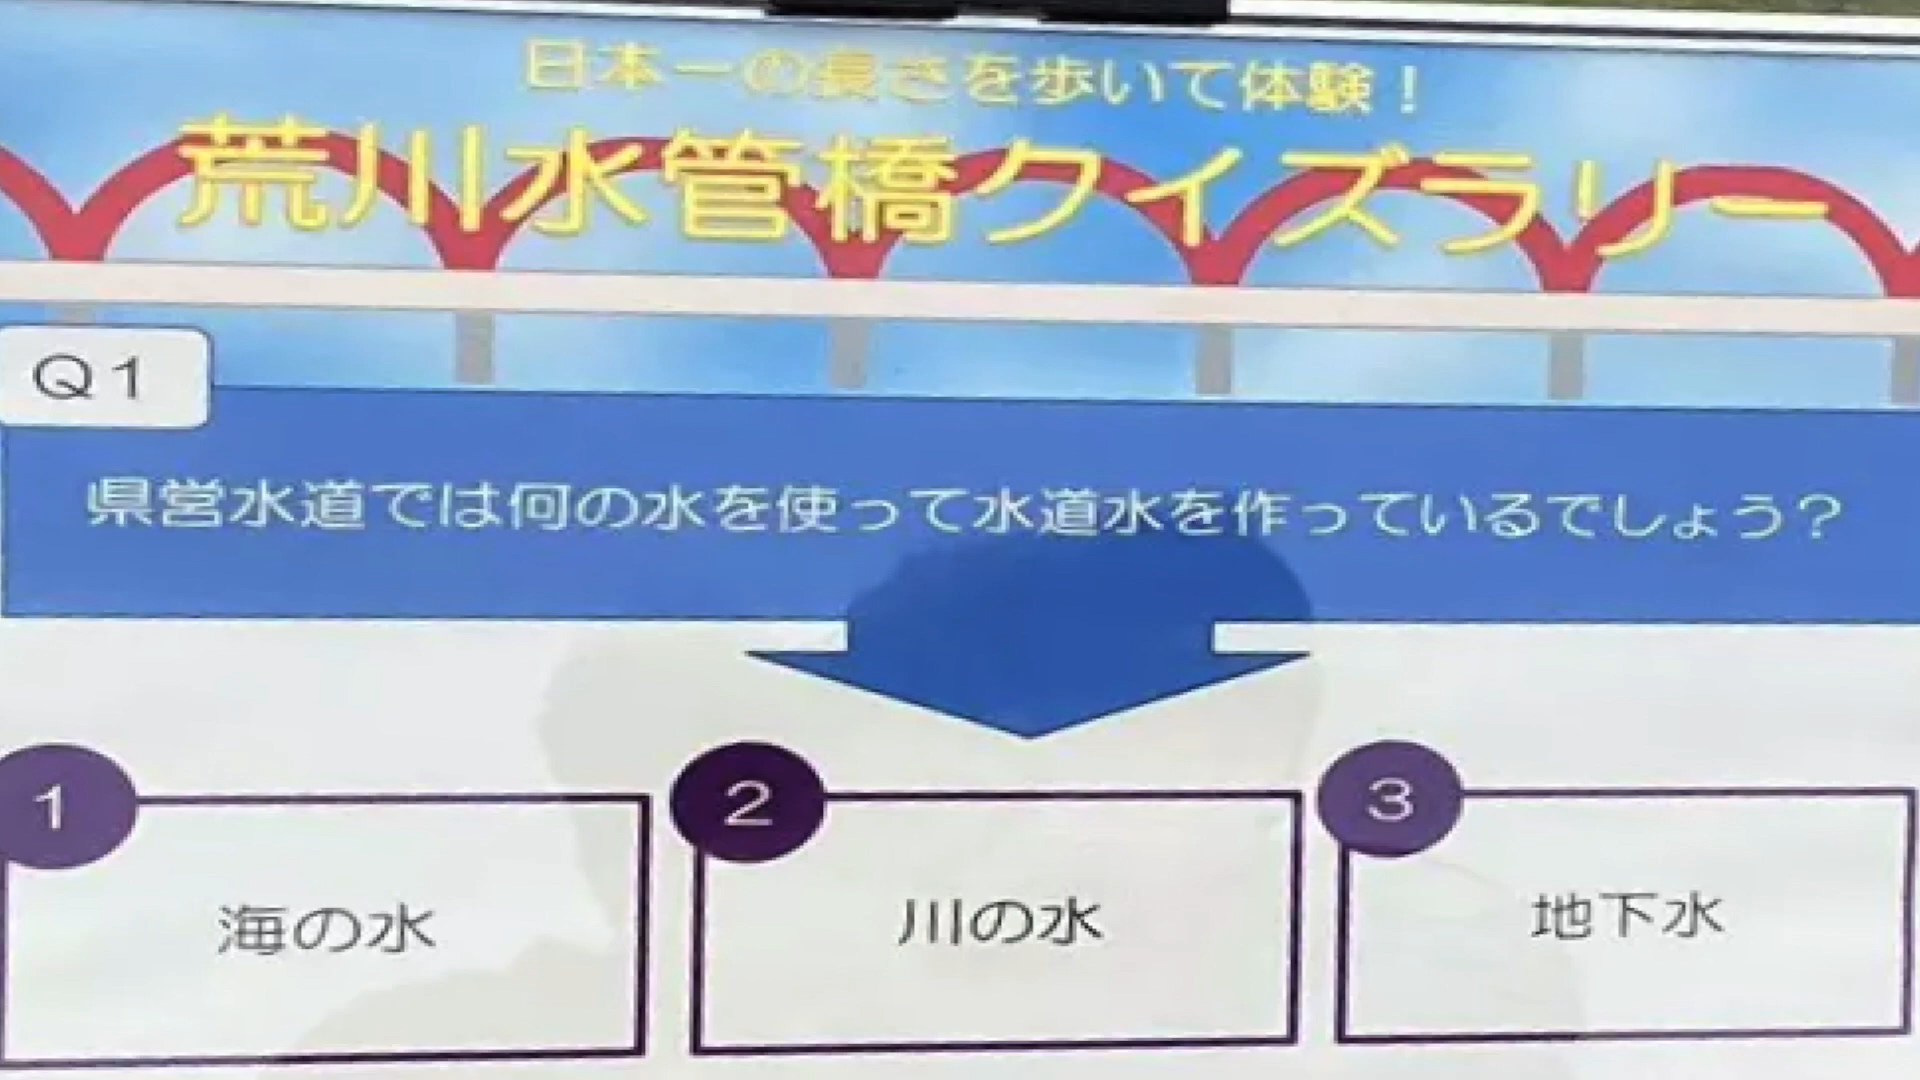 日本一の長さを歩いて体験！
荒川水管橋クイズラリー
Q1
県営水道では何の水を使って水道水を作っているでしょう？
1
海の水
2
川の水
3
地下水